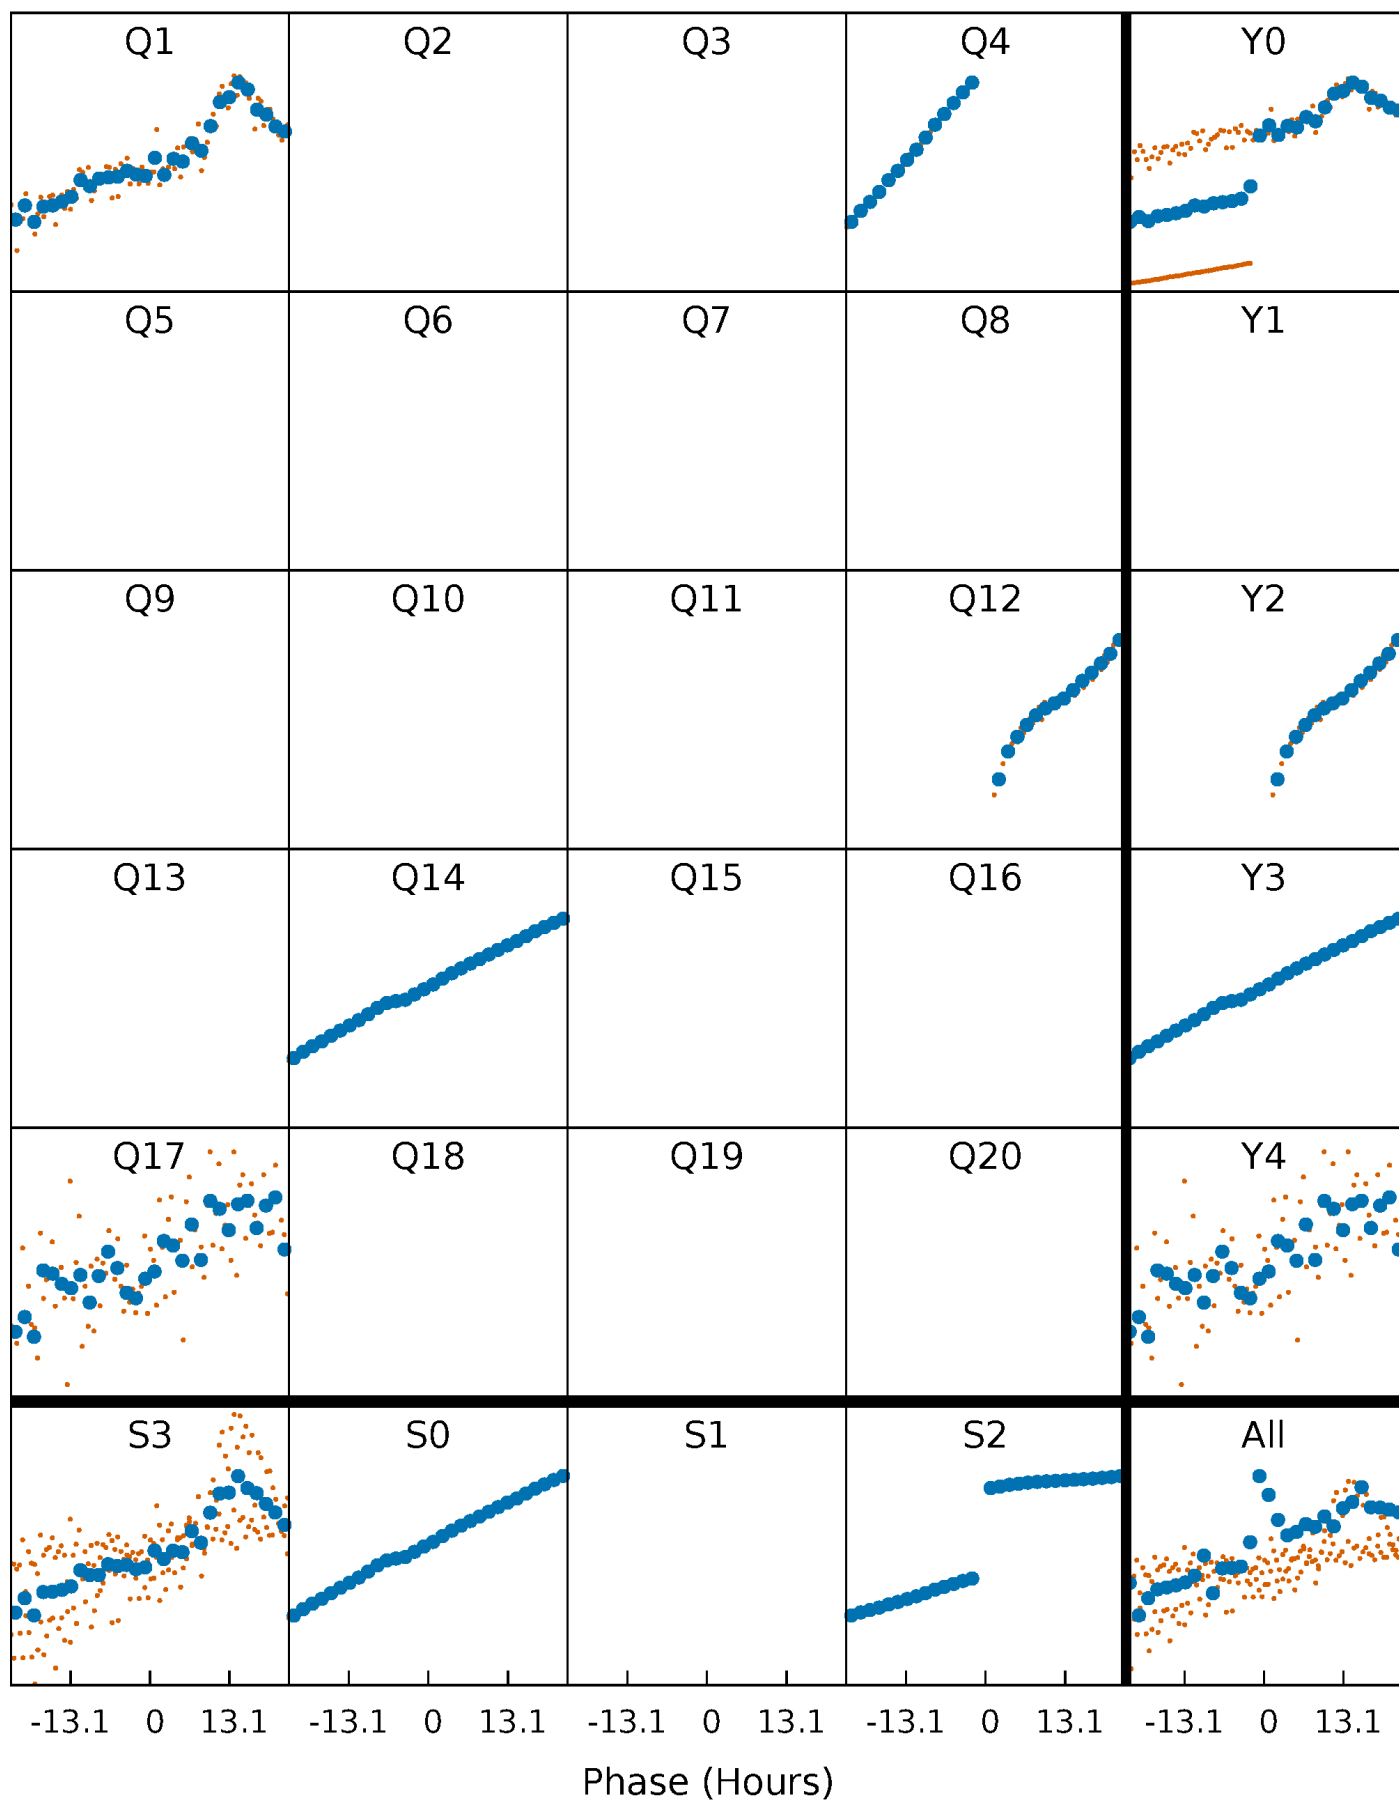 Q1 Q2 Q3 Q4 Y0
Q5 Q6 Q7 Q8 Y1
Q9 Q10 Q11 Q12 Y2
Q13 Q14 Q15 Q16 Y3
Q17 Q18 Q19 Q20 Y4
S3 S0 S1 S2 All
-13.1 0 13.1 -13.1 0 13.1 -13.1 0 13.1 -13.1 0 13.1 -13.1 0 13.1
Phase (Hours)